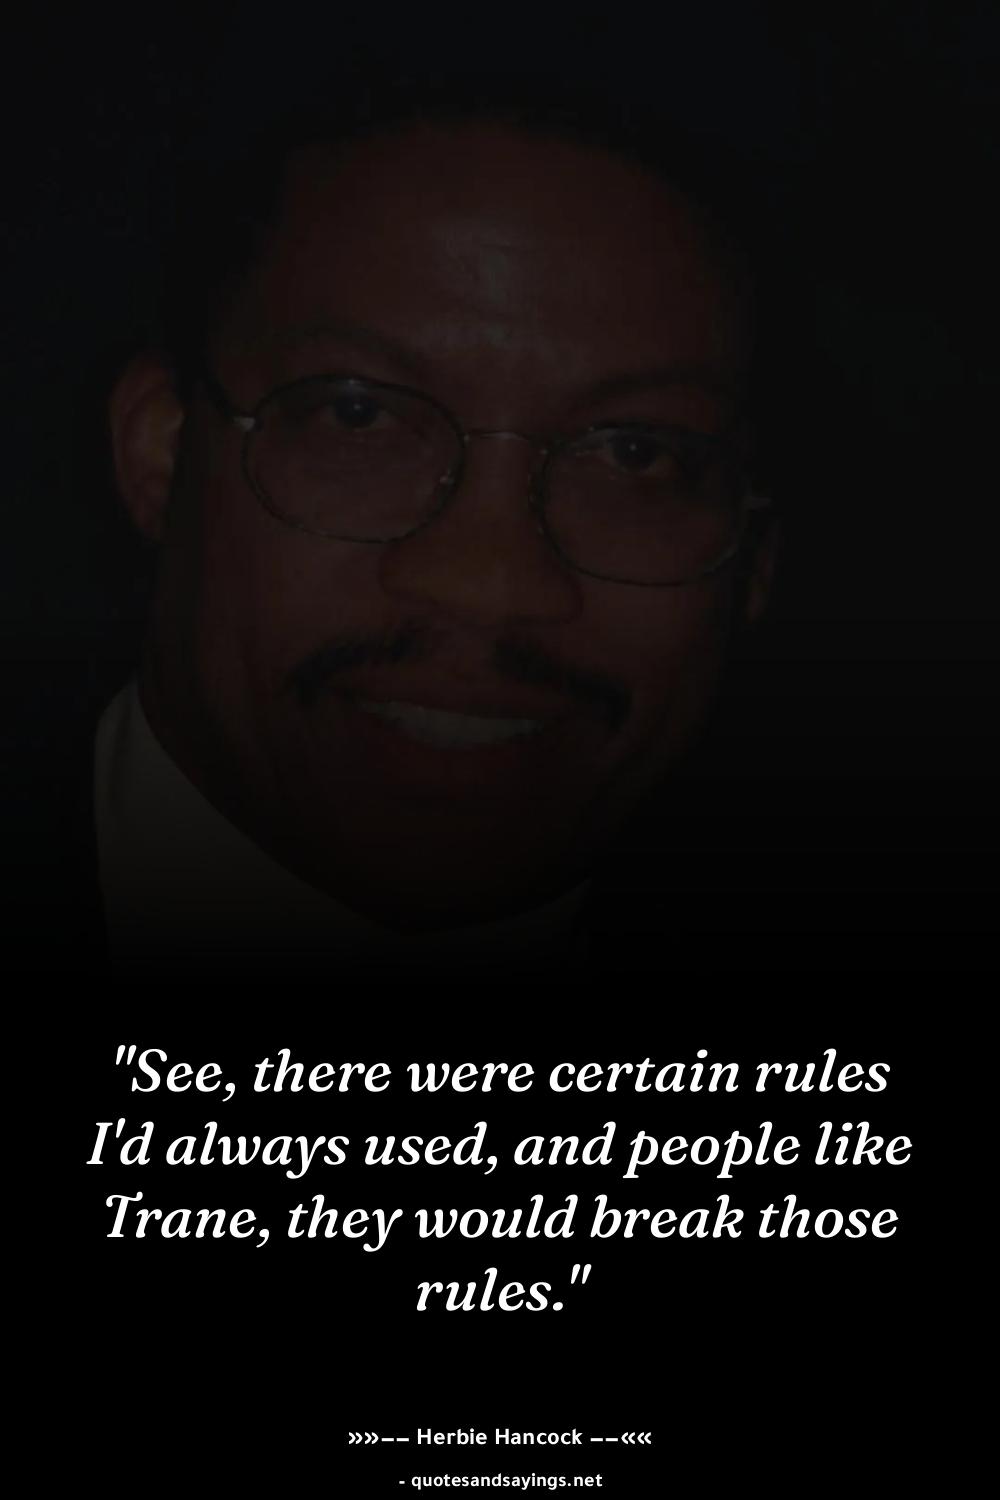 "See, there were certain rules
I'd always used, and people like
Trane, they would break those
rules."
»»−− Herbie Hancock −−««
- quotesandsayings.net